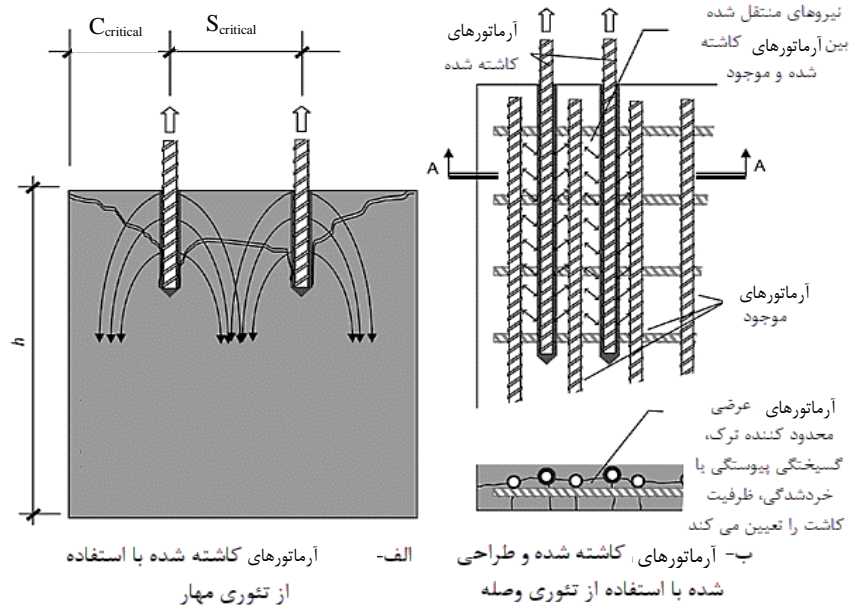 C critical
S critical
h
الف- آرماتورهای کاشته شده با استفاده
از تئوری مهار
آرماتورهای
کاشته شده
نیروهای منتقل شده
بین آرماتورهای کاشته
شده و موجود
A
A
آرماتورهای
موجود
آرماتورهای عرضی
محدود کننده ترک،
گسیختگی پیوستگی یا
خردشدگی، ظرفیت
کاشت را تعیین می کند
ب- آرماتورهای کاشته شده و طراحی
شده با استفاده از تئوری وصله